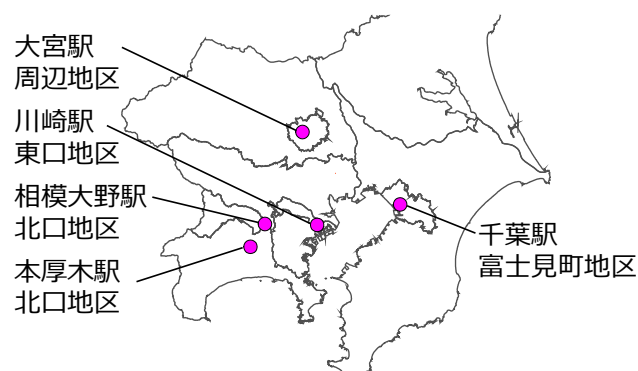 大宮駅
周辺地区
川崎駅
東口地区
相模大野駅
北口地区
本厚木駅
北口地区
千葉駅
富士見町地区